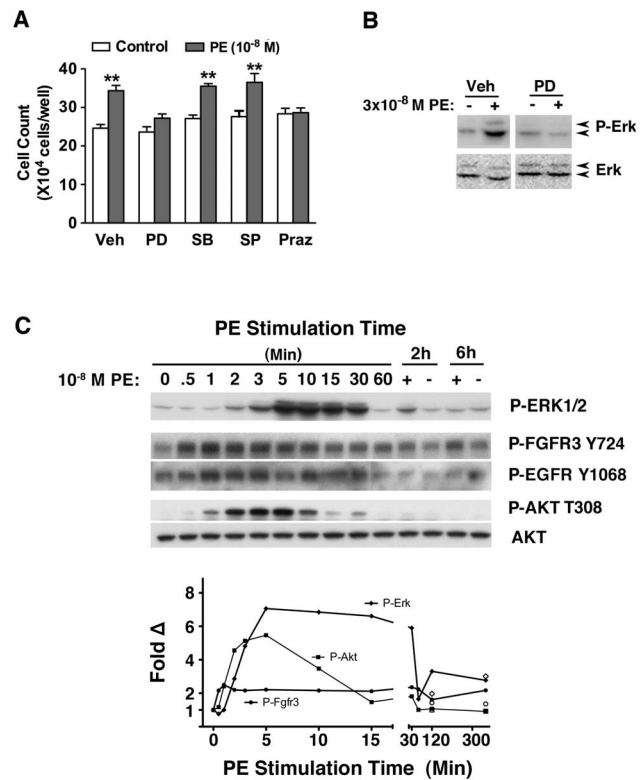 A
Control
PE (10⁻⁸ M)
Cell Count
(X10⁴ cells/well)
40
30
20
10
0
**
**
**
Veh
PD
SB
SP
Praz
B
Veh
PD
3x10⁻⁸ M PE:
-
+
-
+
P-Erk
Erk
C
PE Stimulation Time
(Min)
2h
6h
10⁻⁸ M PE:
0
.5
1
2
3
5
10
15
30
60
+
-
+
-
P-ERK1/2
P-FGFR3 Y724
P-EGFR Y1068
P-AKT T308
AKT
Fold Δ
8
6
4
2
1
P-Erk
P-Akt
P-Fgfr3
0
5
10
15
30
120
300
PE Stimulation Time (Min)